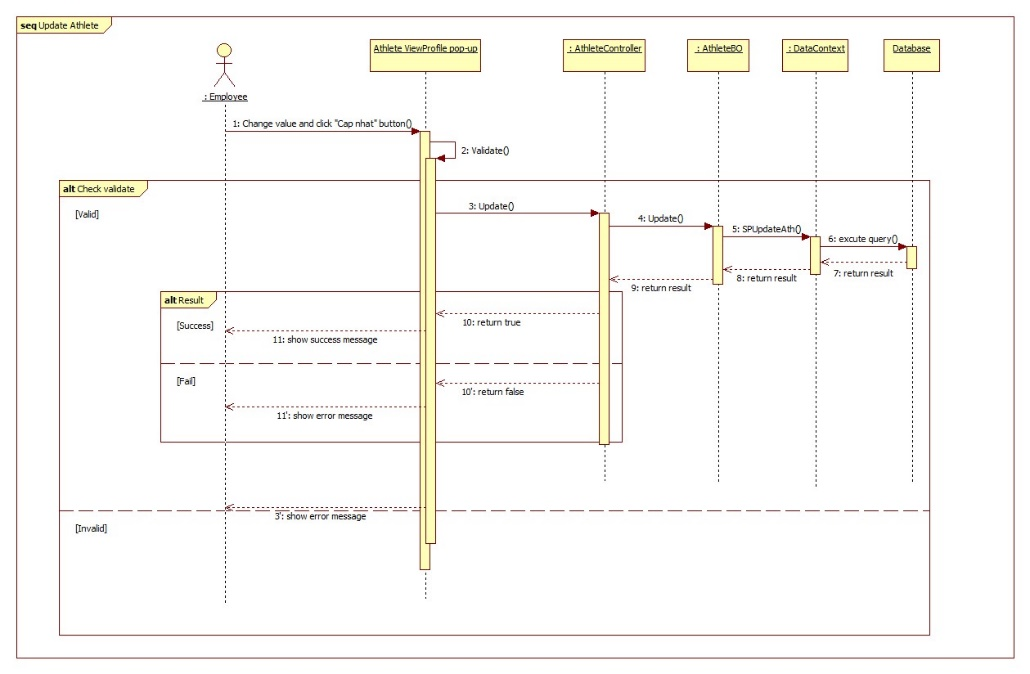 seq Update Athlete
Athlete ViewProfile pop-up
: AthleteController
: AthleteBO
: DataContext
Database
: Employee
1: Change value and click "Cap nhat" button()
2: Validate()
alt Check validate
[Valid]
3: Update()
4: Update()
5: SPUpdateAth()
6: excute query()
7: return result
8: return result
9: return result
alt Result
[Success]
10: return true
11: show success message
[Fail]
10': return false
11': show error message
3': show error message
[Invalid]